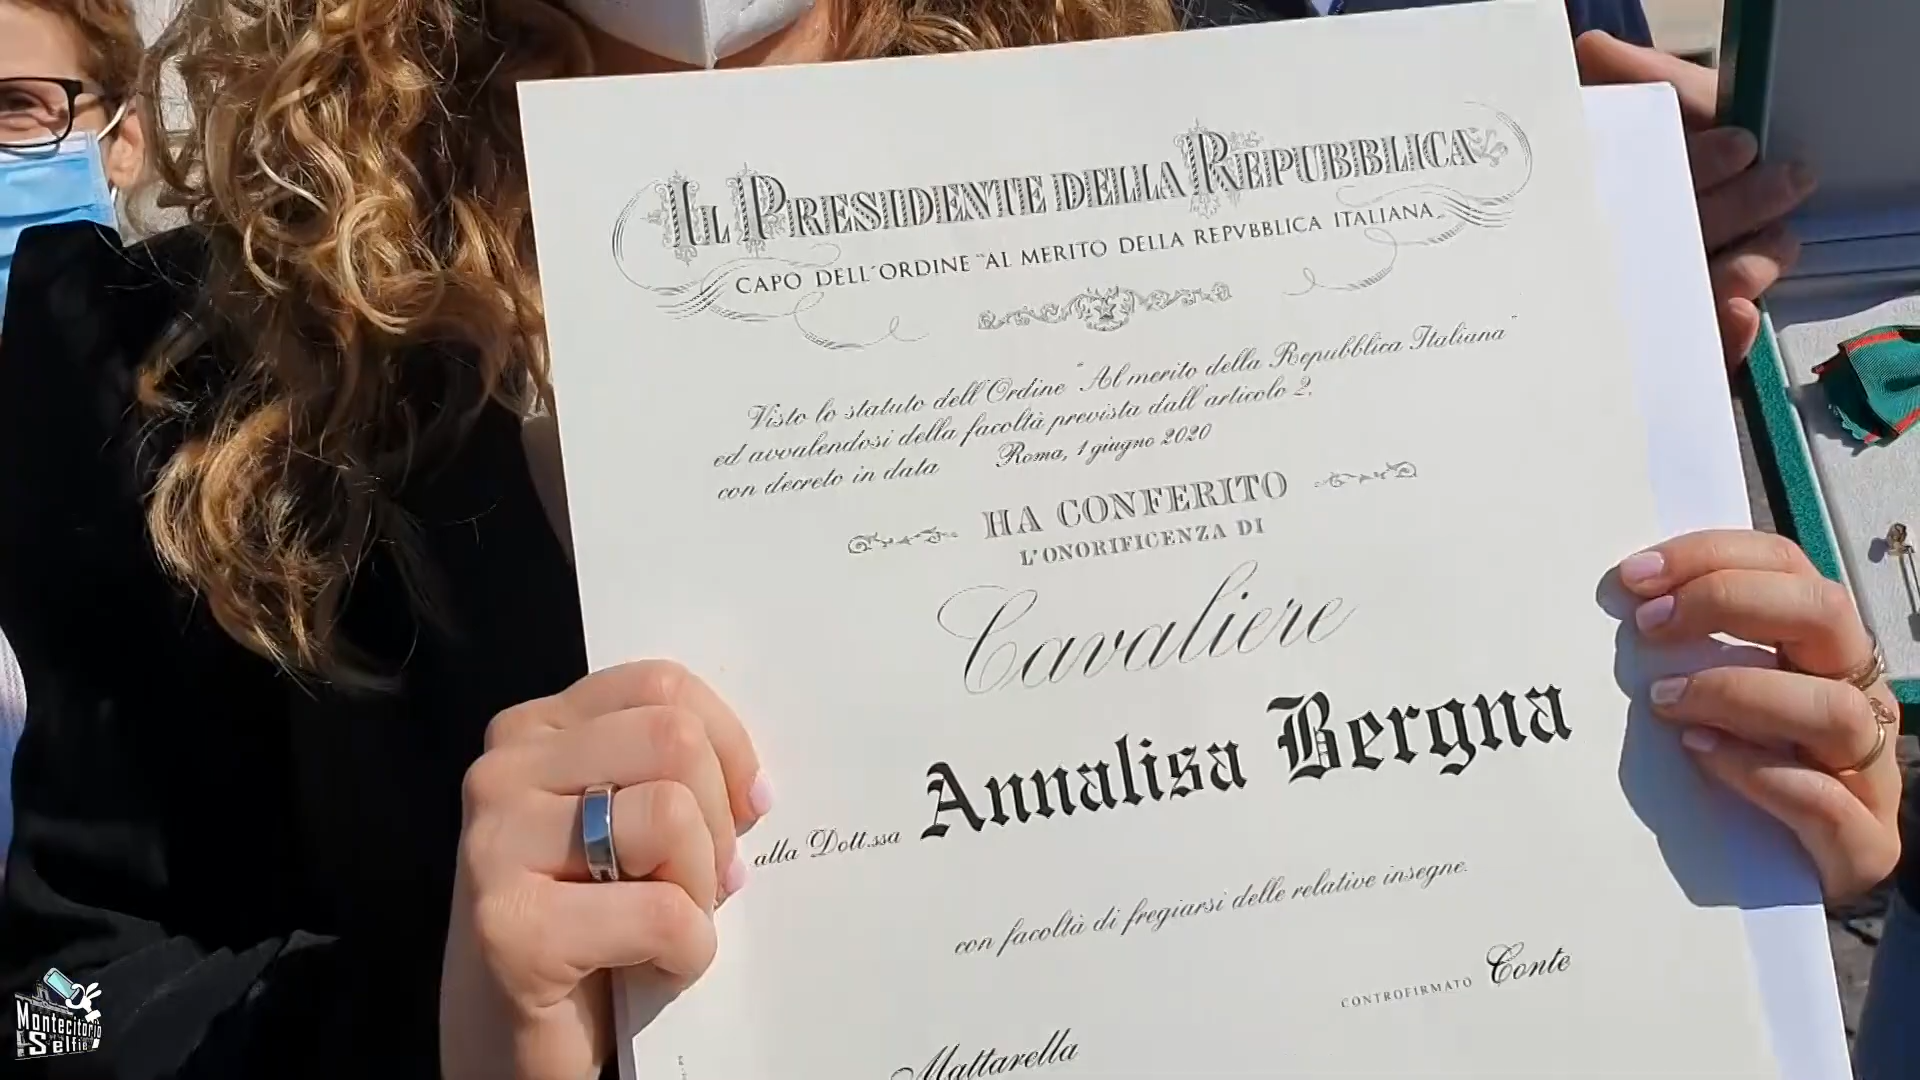 IL PRESIDENTE DELLA REPUBBLICA
CAPO DELL'ORDINE "AL MERITO DELLA REPVBBLICA ITALIANA„
Visto lo statuto dell'Ordine "Al merito della Repubblica Italiana"
ed avvalendosi della facoltà prevista dall'articolo 2,
con decreto in data Roma, 1 giugno 2020
HA CONFERITO
L'ONORIFICENZA DI
Cavaliere
alla Dott.ssa Annalisa Bergna
con facoltà di fregiarsi delle relative insegne.
CONTROFIRMATO Conte
Mattarella
Montecitorio
Selfie